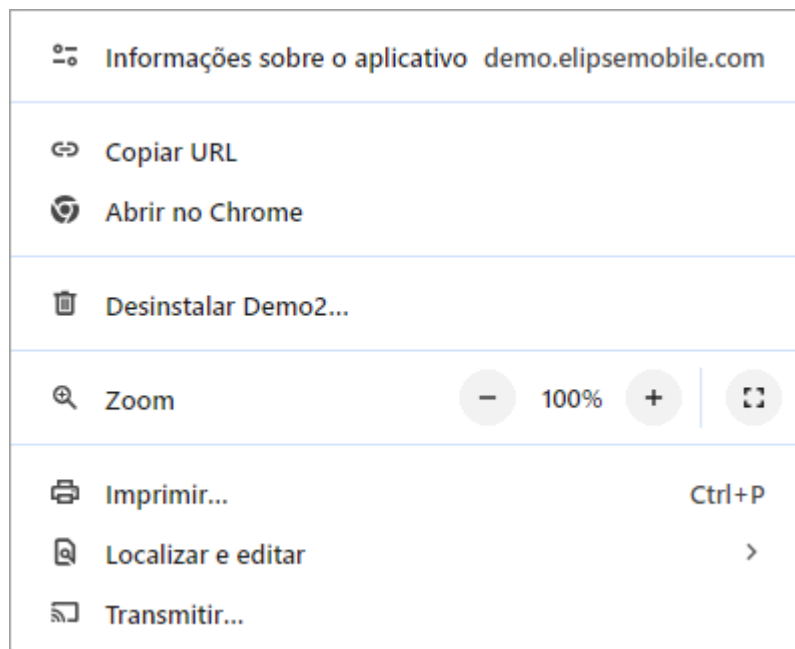 Informações sobre o aplicativo demo.elipsemobile.com
Copiar URL
Abrir no Chrome
Desinstalar Demo2...
Zoom − 100% +
Imprimir... Ctrl+P
Localizar e editar
Transmitir...